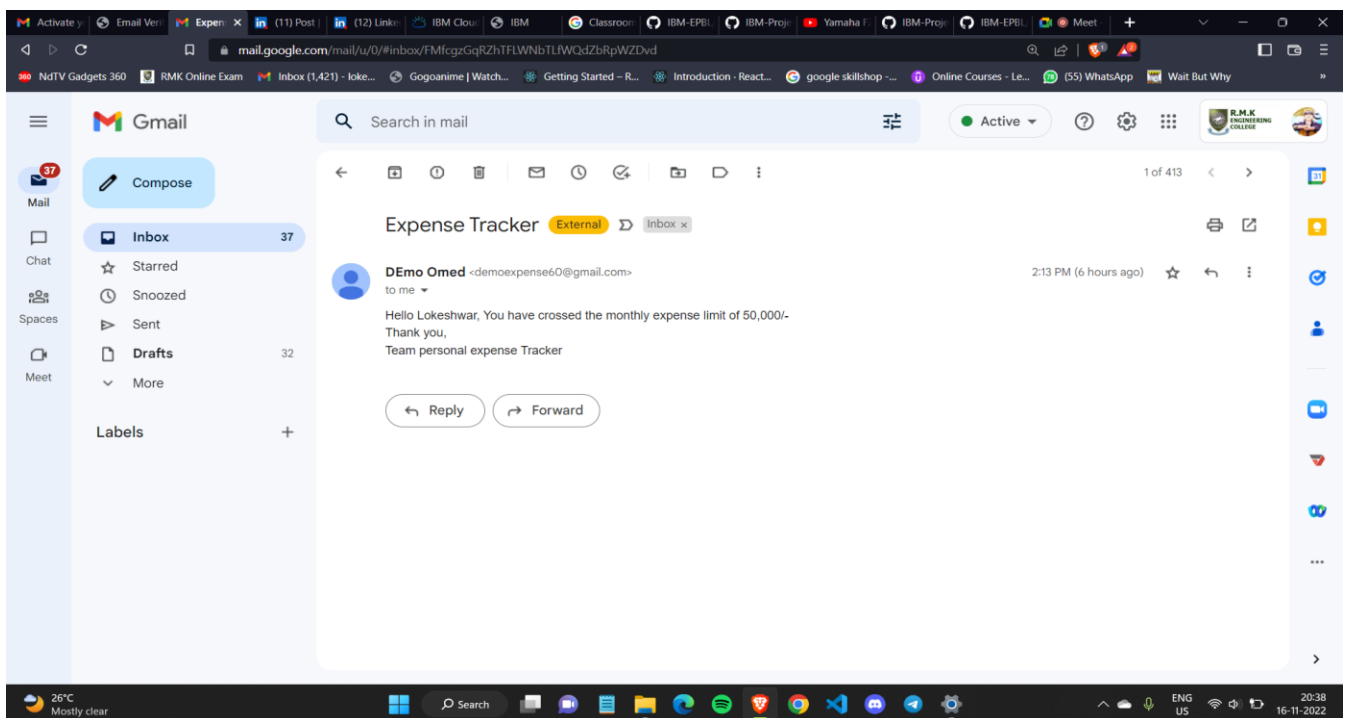 Activate y
Email Veri
Expen
(11) Post |
(12) Linke
IBM Clou
IBM
Classroom
IBM-EPBL
IBM-Proje
Yamaha F
IBM-Proje
IBM-EPBL
Meet
mail.google.com/mail/u/0/#inbox/FMfcgzGqRZhTFLWNbTLfWQdZbRpWZDvd
360 NdTV Gadgets 360
RMK Online Exam
Inbox (1,421) - loke...
Gogoanime | Watch...
Getting Started – R...
Introduction · React...
google skillshop -...
Online Courses - Le...
(55) WhatsApp
Wait But Why
»
Gmail
Search in mail
Active
R.M.K
ENGINEERING
COLLEGE
37
Mail
Chat
Spaces
Meet
Compose
Inbox 37
Starred
Snoozed
Sent
Drafts 32
More
Labels
1 of 413
31
Expense Tracker External Inbox x
DEmo Omed <demoexpense60@gmail.com> 2:13 PM (6 hours ago)
to me
Hello Lokeshwar, You have crossed the monthly expense limit of 50,000/-
Thank you,
Team personal expense Tracker
Reply
Forward
26°C
Mostly clear
Search
ENG
US
20:38
16-11-2022